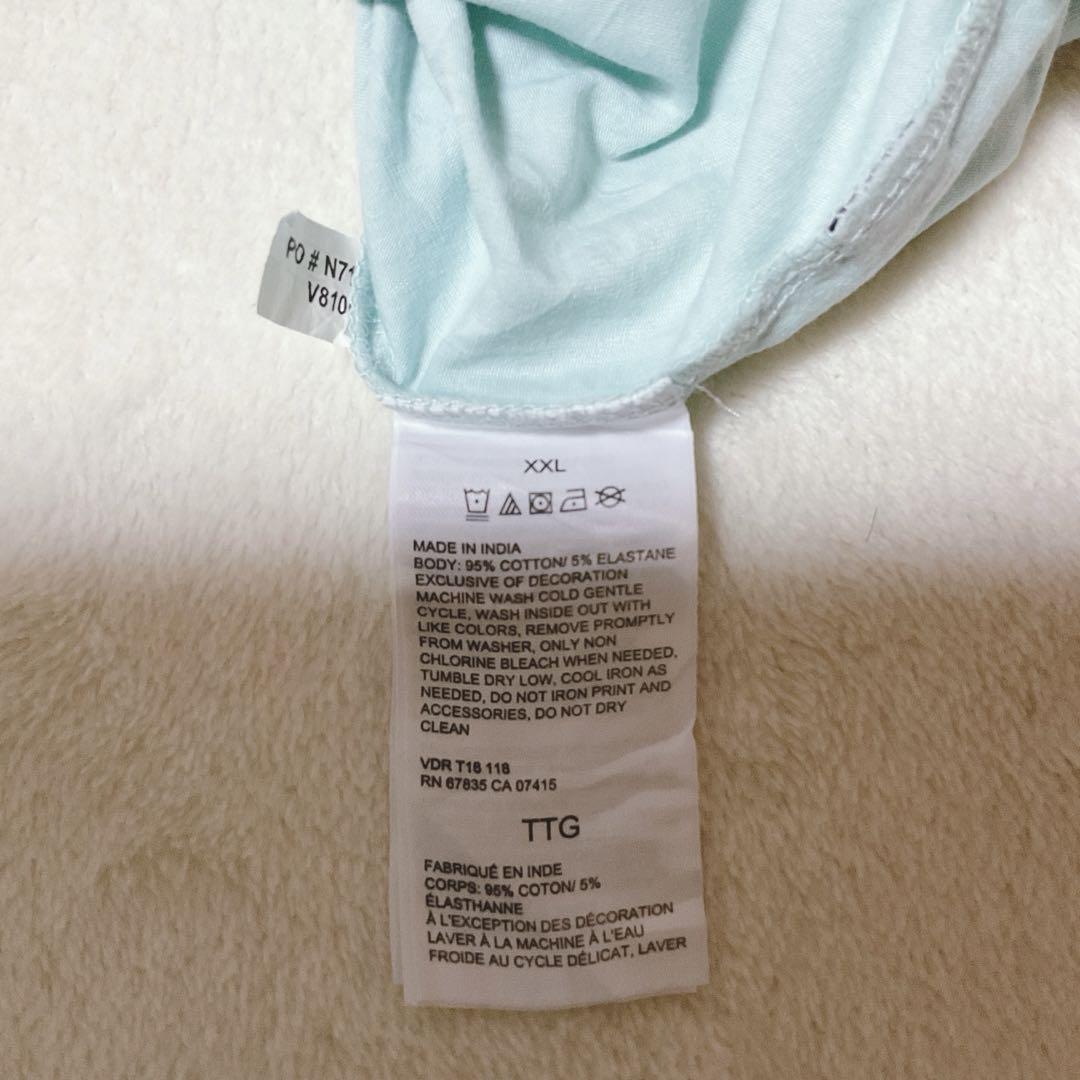 PO # N71
V810
XXL
MADE IN INDIA
BODY: 95% COTTON/ 5% ELASTANE
EXCLUSIVE OF DECORATION
MACHINE WASH COLD GENTLE
CYCLE, WASH INSIDE OUT WITH
LIKE COLORS, REMOVE PROMPTLY
FROM WASHER, ONLY NON
CHLORINE BLEACH WHEN NEEDED,
TUMBLE DRY LOW, COOL IRON AS
NEEDED, DO NOT IRON PRINT AND
ACCESSORIES, DO NOT DRY
CLEAN
VDR T18 118
RN 67835 CA 07415
TTG
FABRIQUÉ EN INDE
CORPS: 95% COTON/ 5%
ÉLASTHANNE
À L'EXCEPTION DES DÉCORATION
LAVER À LA MACHINE À L'EAU
FROIDE AU CYCLE DÉLICAT, LAVER